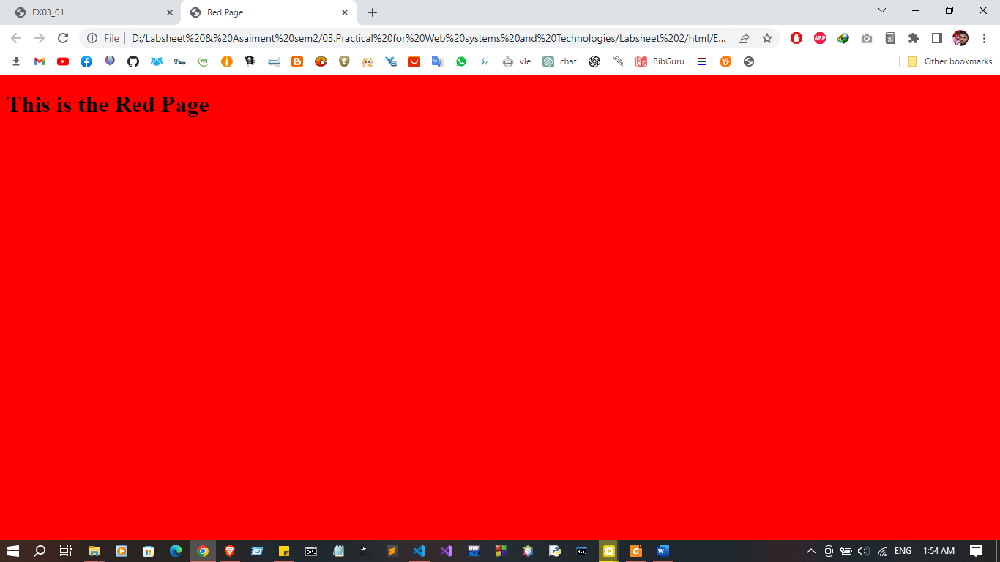 EX03_01
Red Page
File
D:/Labsheet%20&%20Asaiment%20sem2/03.Practical%20for%20Web%20systems%20and%20Technologies/Labsheet%202/html/E...
ABP
vle
chat
BibGuru
Other bookmarks
This is the Red Page
ENG
1:54 AM